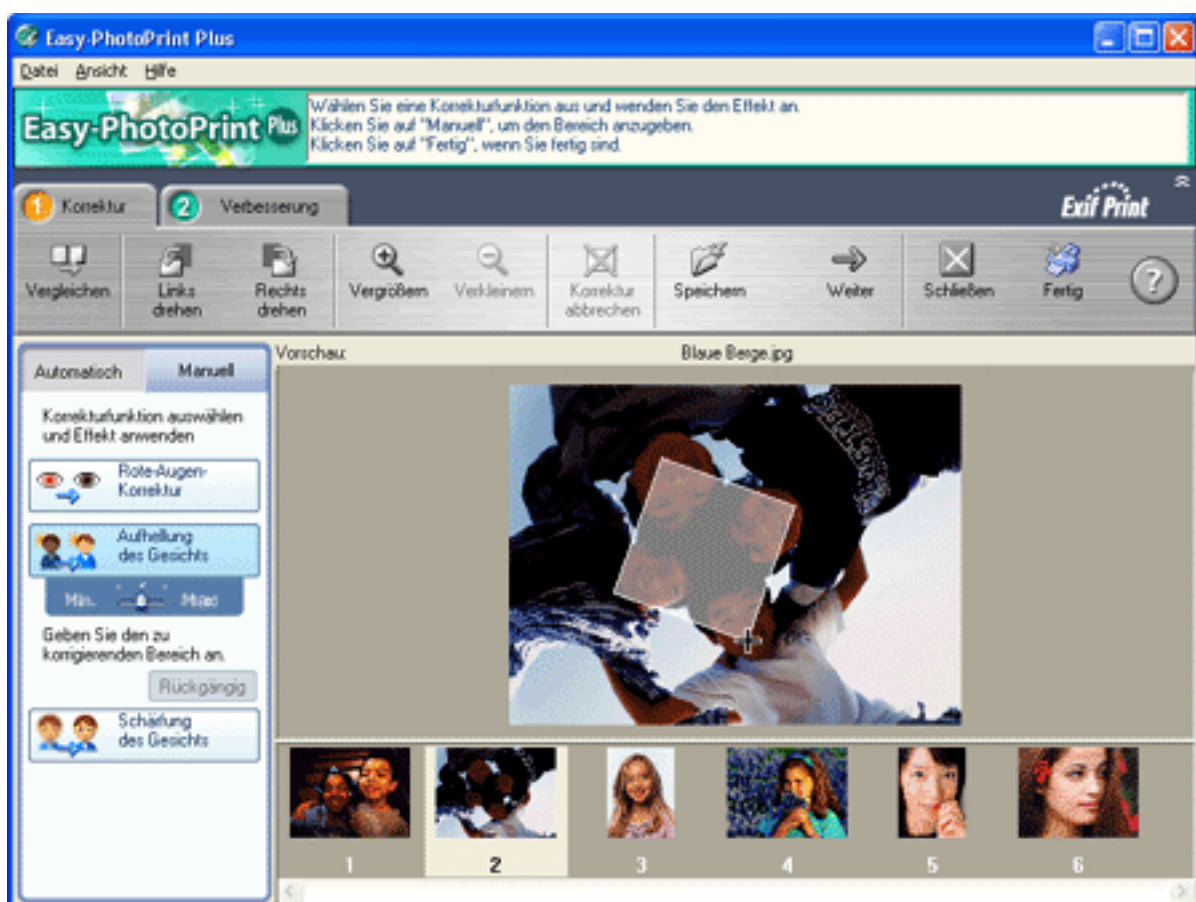 Easy-PhotoPrint Plus
Datei Ansicht Hilfe
Easy-PhotoPrint Plus
Wählen Sie eine Korrekturfunktion aus und wenden Sie den Effekt an.
Klicken Sie auf "Manuell", um den Bereich anzugeben.
Klicken Sie auf "Fertig", wenn Sie fertig sind.
1 Korrektur
2 Verbesserung
Exif Print
Vergleichen
Links
drehen
Rechts
drehen
Vergrößern
Verkleinern
Korrektur
abbrechen
Speichern
Weiter
Schließen
Fertig
?
Automatisch
Manuell
Korrekturfunktion auswählen
und Effekt anwenden
Rote-Augen-
Korrektur
Aufhellung
des Gesichts
Min.
Geben Sie den zu
korrigierenden Bereich an.
Rückgängig
Schärfung
des Gesichts
Vorschau:
Blaue Berge.jpg
1
2
3
4
5
6